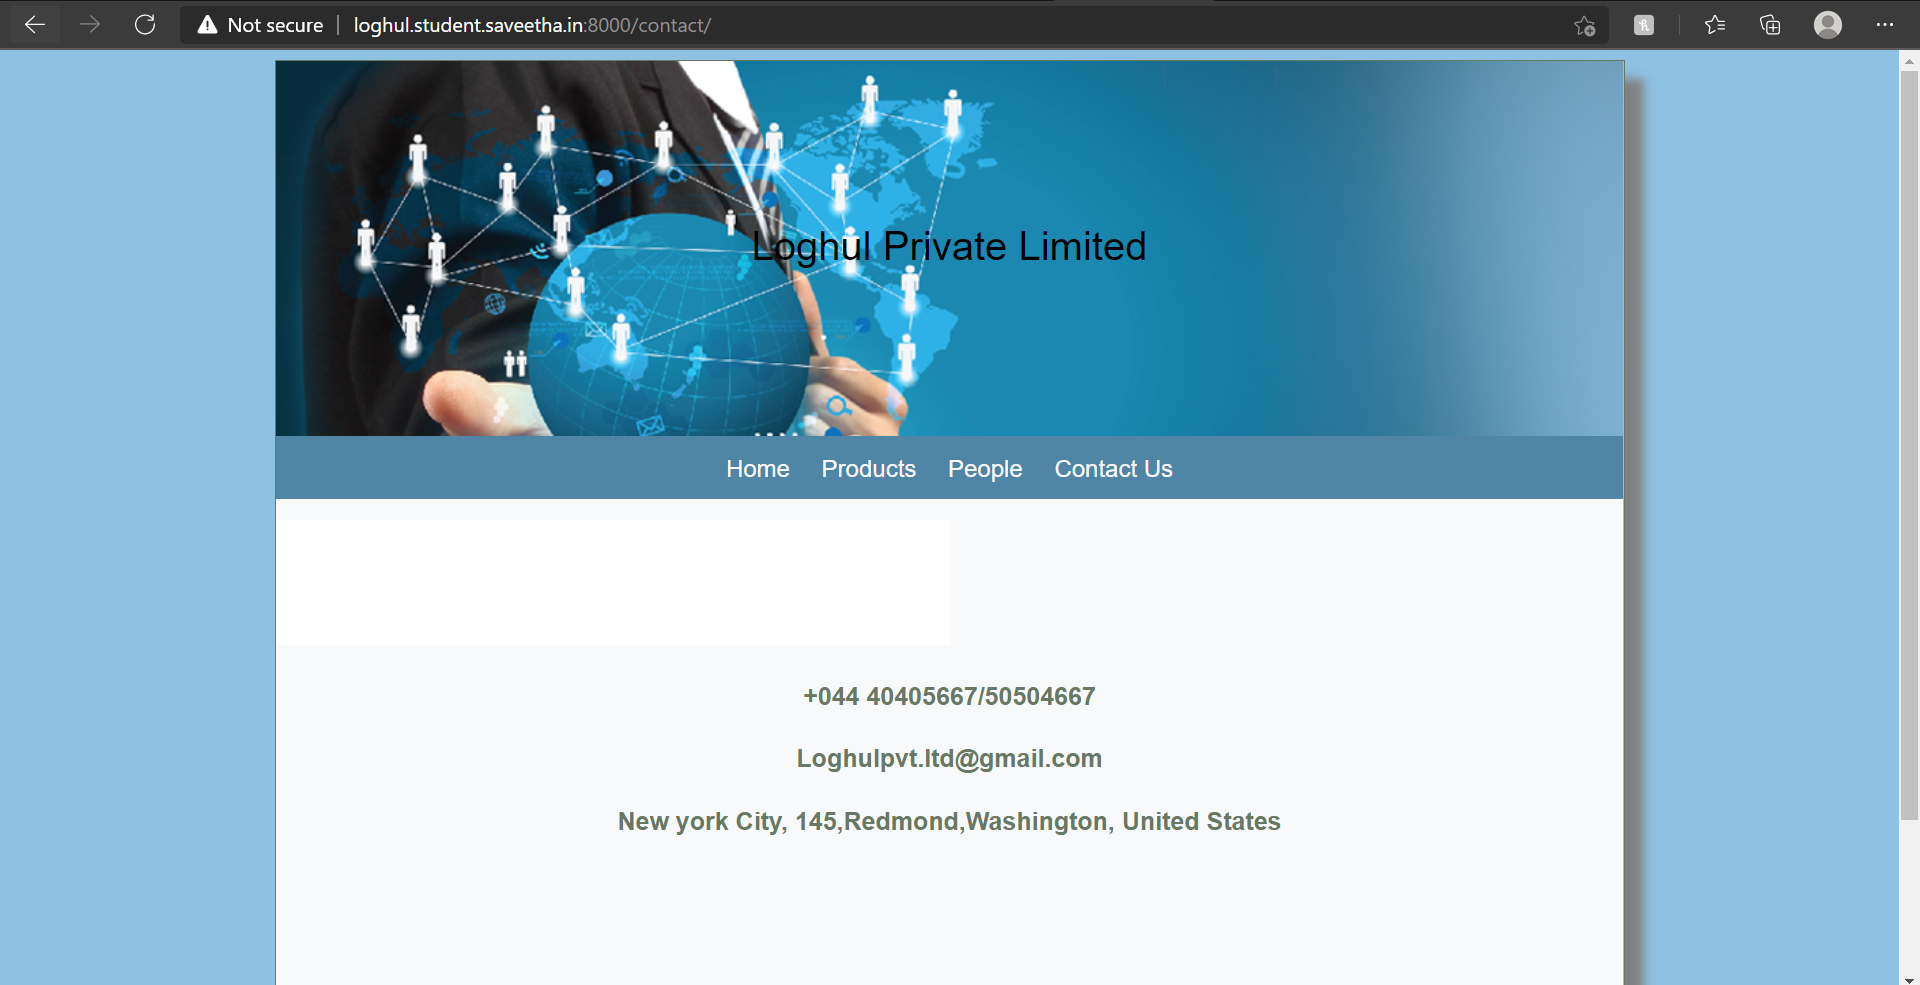 Not secure | loghul.student.saveetha.in:8000/contact/
Loghul Private Limited
Home Products People Contact Us
+044 40405667/50504667
Loghulpvt.ltd@gmail.com
New york City, 145,Redmond,Washington, United States